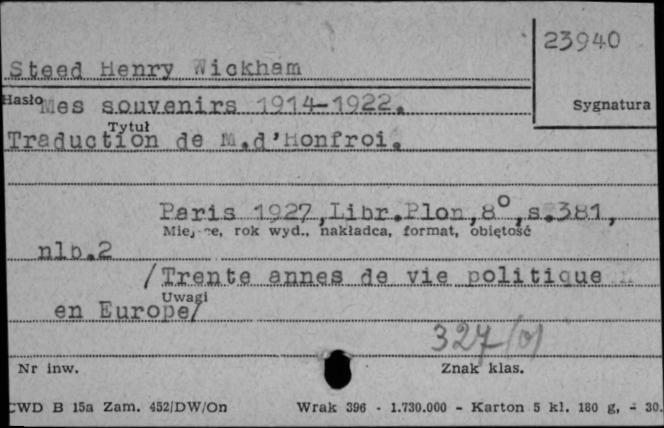 23940
Steed Henry Wickham
Hasło Mes souvenirs 1914-1922. Sygnatura
Tytuł
Traduction de M.d'Honfroi.
Paris 1927,Libr.Plon,8°,s.381,
Miejsce, rok wyd., nakładca, format, objętość
nlb.2
/Trente annes de vie politique
Uwagi
en Europe/
327/01
Nr inw. Znak klas.
CWD B 15a Zam. 452/DW/On Wrak 396 - 1.730.000 - Karton 5 kl. 180 g, - 30.